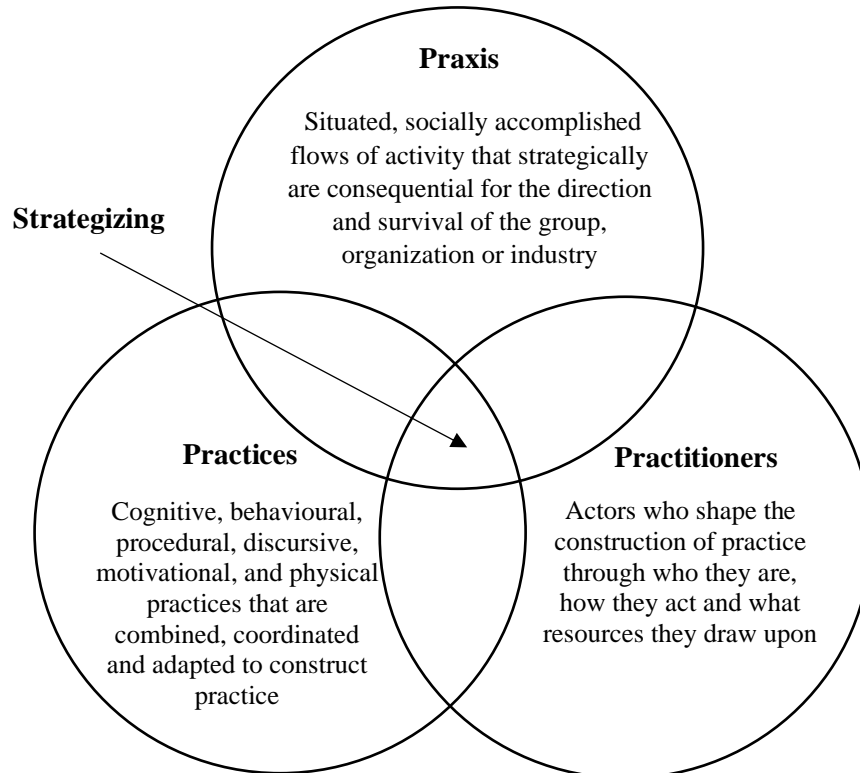 Praxis
Situated, socially accomplished
flows of activity that strategically
are consequential for the direction
and survival of the group,
organization or industry
Strategizing
Practices
Cognitive, behavioural,
procedural, discursive,
motivational, and physical
practices that are
combined, coordinated
and adapted to construct
practice
Practitioners
Actors who shape the
construction of practice
through who they are,
how they act and what
resources they draw upon